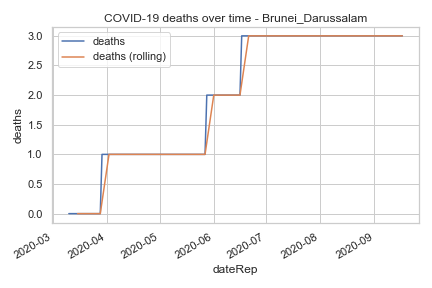 COVID-19 deaths over time - Brunei_Darussalam
deaths
deaths (rolling)
3.0
2.5
2.0
1.5
1.0
0.5
0.0
deaths
2020-03
2020-04
2020-05
2020-06
2020-07
2020-08
2020-09
dateRep